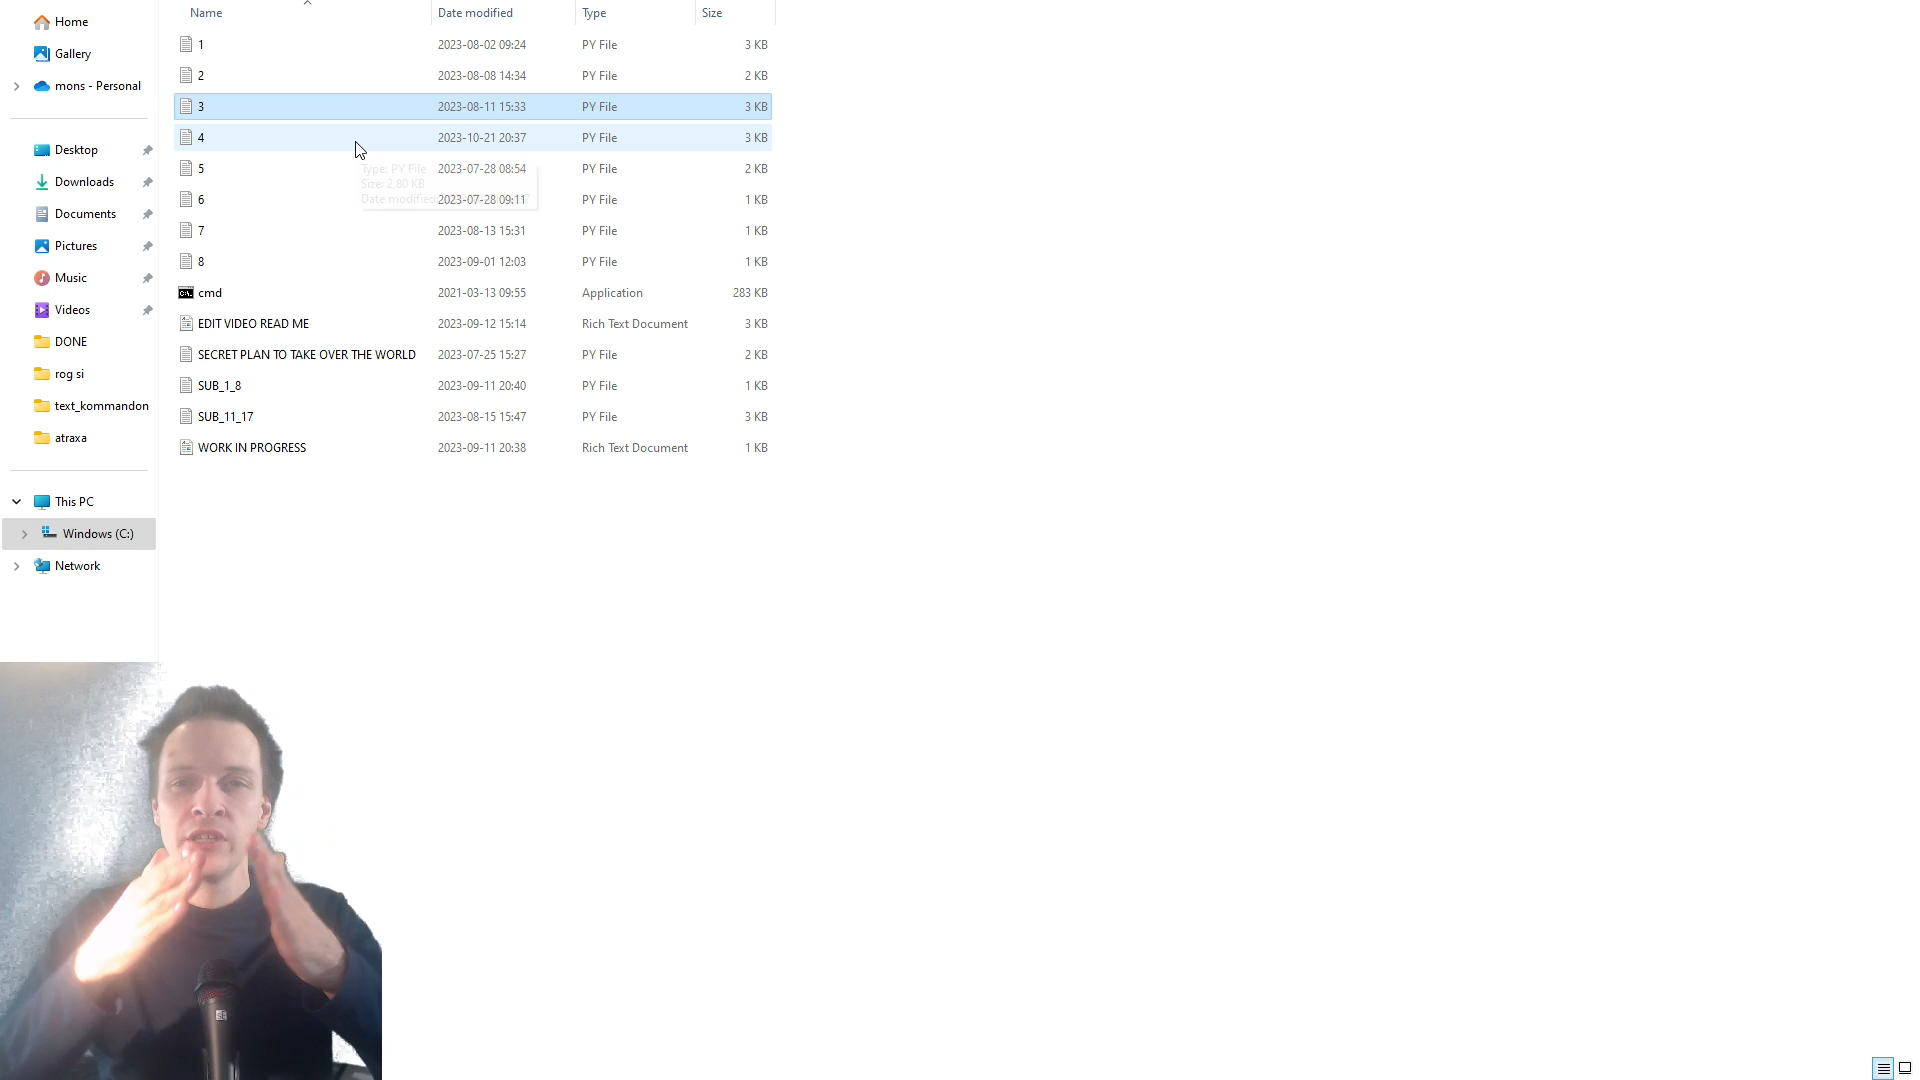 Home
Gallery
mons - Personal
Desktop
Downloads
Documents
Pictures
Music
Videos
DONE
rog si
text_kommandon
atraxa
This PC
Windows (C:)
Network
Name Date modified Type Size
1 2023-08-02 09:24 PY File 3 KB
2 2023-08-08 14:34 PY File 2 KB
3 2023-08-11 15:33 PY File 3 KB
4 2023-10-21 20:37 PY File 3 KB
5 2023-07-28 08:54 PY File 2 KB
6 2023-07-28 09:11 PY File 1 KB
7 2023-08-13 15:31 PY File 1 KB
8 2023-09-01 12:03 PY File 1 KB
cmd 2021-03-13 09:55 Application 283 KB
EDIT VIDEO READ ME 2023-09-12 15:14 Rich Text Document 3 KB
SECRET PLAN TO TAKE OVER THE WORLD 2023-07-25 15:27 PY File 2 KB
SUB_1_8 2023-09-11 20:40 PY File 1 KB
SUB_11_17 2023-08-15 15:47 PY File 3 KB
WORK IN PROGRESS 2023-09-11 20:38 Rich Text Document 1 KB
Type: PY File
Size: 2,80 KB
Date modified